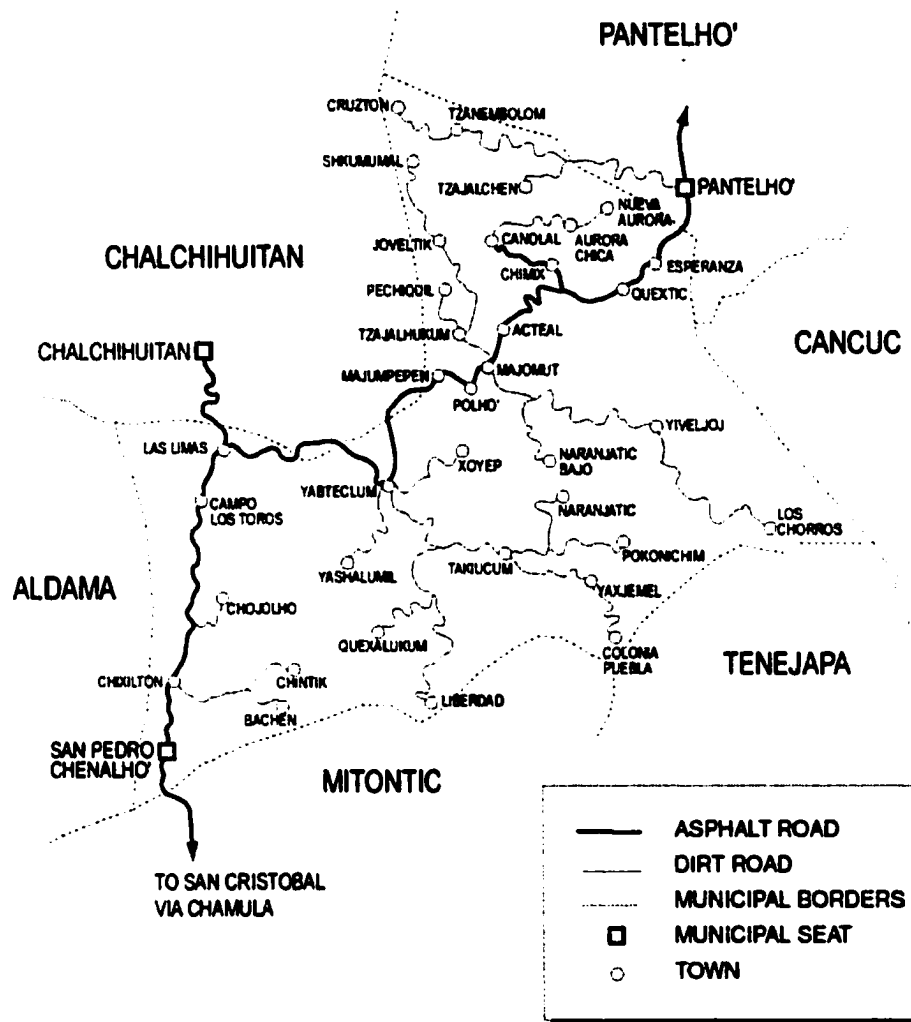 PANTELHO'
CRUZTON
TZANEMBOLOM
SHKUMUMAL
TZAJALCHEN
PANTELHO'
NUEVA
AURORA
CANOLAL
AURORA
CHICA
JOVELTIK
CHALCHIHUITAN
CHIMIX
ESPERANZA
PECHIQUIL
QUEXTIC
TZAJALHUKUM
ACTEAL
CANCUC
CHALCHIHUITAN
MAJUMPEPEN
MAJOMUT
POLHO'
YIVELJOJ
LAS LIMAS
XOYEP
NARANJATIC
BAJO
YABTECLUM
CAMPO
LOS TOROS
NARANJATIC
LOS
CHORROS
YASHALUMIL
TAKIUCUM
POKONICHIM
ALDAMA
YAXJEMEL
CHOJOLHO
QUEXALUKUM
COLONIA
PUEBLA
TENEJAPA
CHIXILTON
CHINTIK
BACHEN
LIBERDAD
SAN PEDRO
CHENALHO'
MITONTIC
TO SAN CRISTOBAL
VIA CHAMULA
ASPHALT ROAD
DIRT ROAD
MUNICIPAL BORDERS
MUNICIPAL SEAT
TOWN